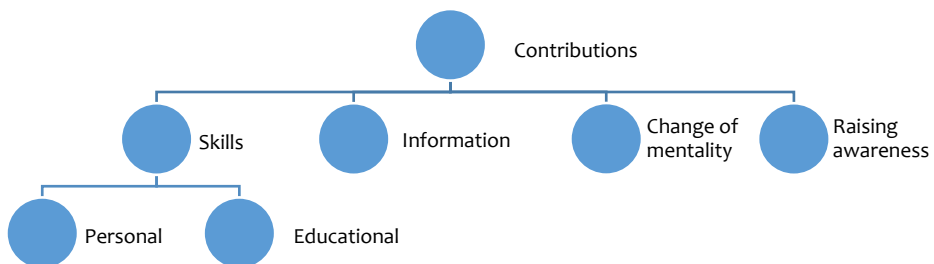 Contributions
Skills
Information
Change of
mentality
Raising
awareness
Personal
Educational